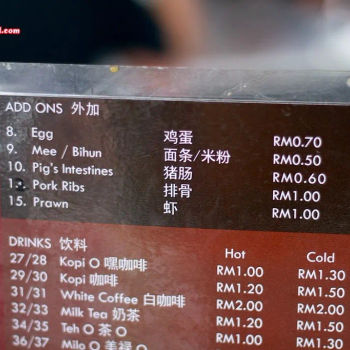 ADD ONS 外加
8. Egg 鸡蛋 RM0.70
9. Mee / Bihun 面条/米粉 RM0.50
10. Pig's Intestines 猪肠 RM0.60
Pork Ribs 排骨 RM1.00
15. Prawn 虾 RM1.00
DRINKS 饮料 Hot Cold
27/28 Kopi O 嘿咖啡 RM1.00 RM1.30
29/30 Kopi 咖啡 RM1.20 RM1.50
31/31 White Coffee 白咖啡 RM2.00 RM2.00
32/33 Milk Tea 奶茶 RM1.20 RM1.50
34/35 Teh O 茶 O RM1.00 RM1.30
36/37 Milo O 美禄 O